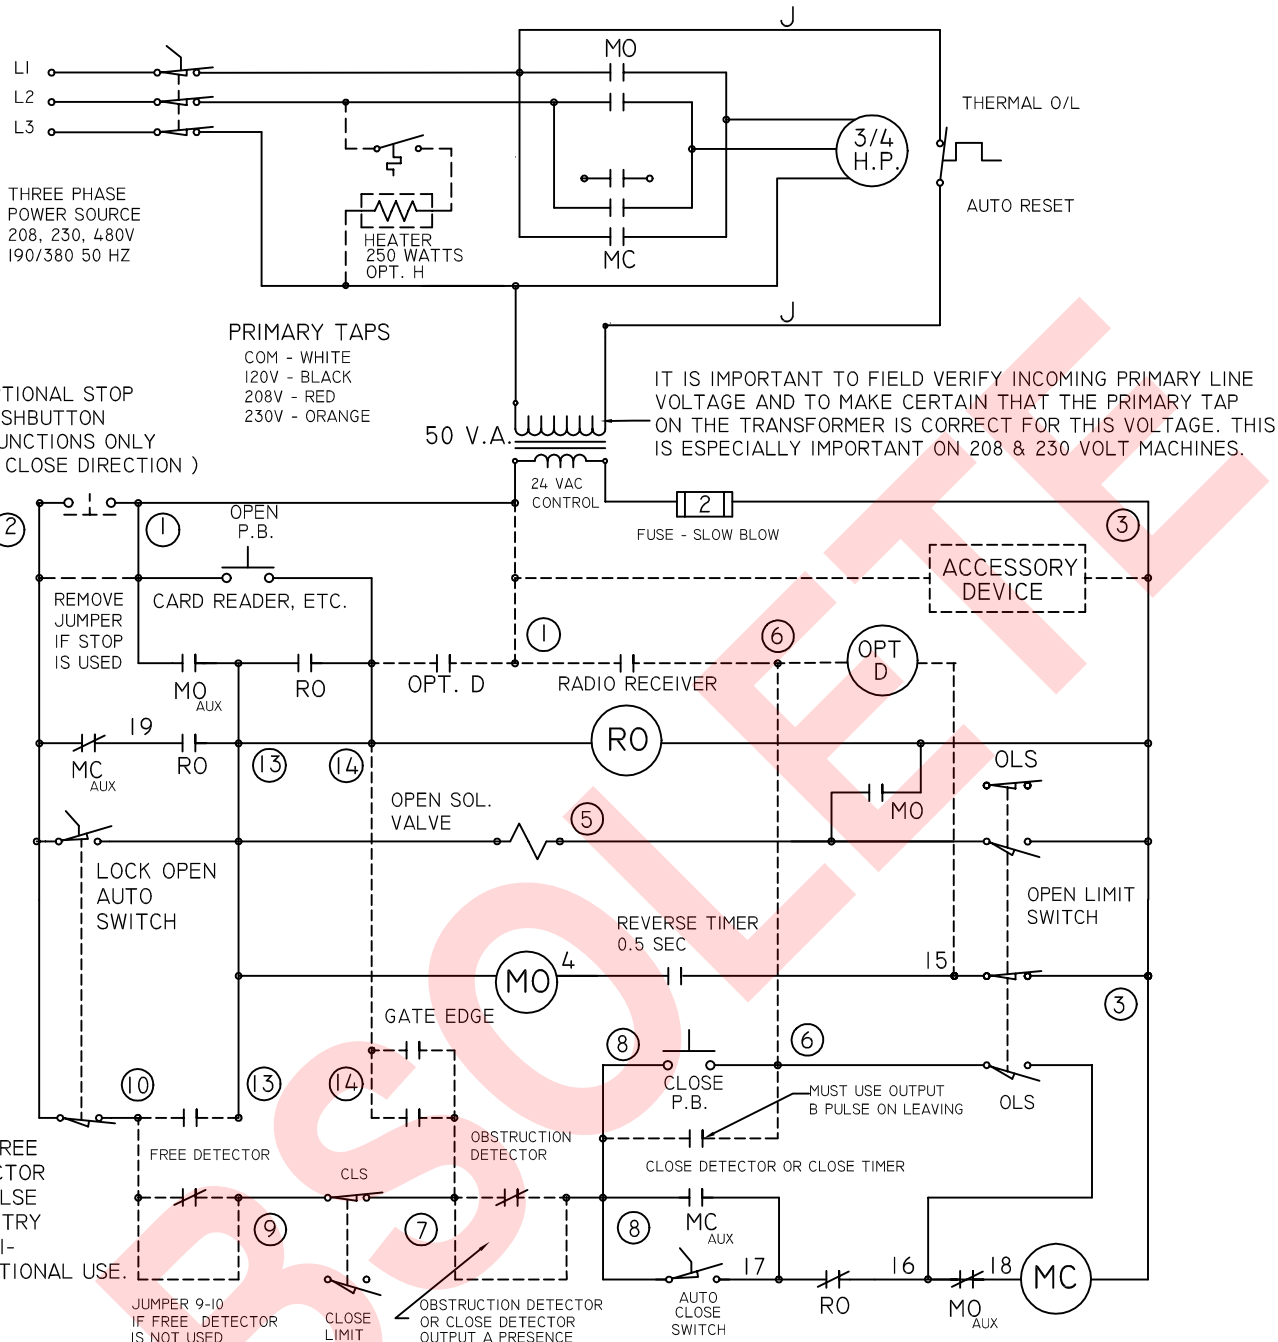 J
MO
L1
L2
L3
THERMAL O/L
3/4
H.P.
THREE PHASE
POWER SOURCE
208, 230, 480V
190/380 50 HZ
AUTO RESET
HEATER
250 WATTS
OPT. H
MC
J
PRIMARY TAPS
COM - WHITE
120V - BLACK
208V - RED
230V - ORANGE
IT IS IMPORTANT TO FIELD VERIFY INCOMING PRIMARY LINE
VOLTAGE AND TO MAKE CERTAIN THAT THE PRIMARY TAP
ON THE TRANSFORMER IS CORRECT FOR THIS VOLTAGE. THIS
IS ESPECIALLY IMPORTANT ON 208 & 230 VOLT MACHINES.
TIONAL STOP
SHBUTTON
UNCTIONS ONLY
CLOSE DIRECTION )
50 V.A.
24 VAC
CONTROL
2
FUSE - SLOW BLOW
2
1
OPEN
P.B.
3
REMOVE
JUMPER
IF STOP
IS USED
CARD READER, ETC.
ACCESSORY
DEVICE
1
6
OPT
D
MO
AUX
RO
OPT. D
RADIO RECEIVER
19
MC
AUX
RO
13
14
RO
OLS
MO
OPEN SOL.
VALVE
5
LOCK OPEN
AUTO
SWITCH
OPEN LIMIT
SWITCH
REVERSE TIMER
0.5 SEC
MO
4
15
3
GATE EDGE
8
6
10
13
14
CLOSE
P.B.
OLS
MUST USE OUTPUT
B PULSE ON LEAVING
REE
CTOR
LSE
TRY
I-
TIONAL USE.
FREE DETECTOR
OBSTRUCTION
DETECTOR
CLOSE DETECTOR OR CLOSE TIMER
CLS
9
7
8
MC
AUX
17
RO
16
18
MO
AUX
MC
JUMPER 9-10
IF FREE DETECTOR
IS NOT USED
CLOSE
LIMIT
OBSTRUCTION DETECTOR
OR CLOSE DETECTOR
OUTPUT A PRESENCE
AUTO
CLOSE
SWITCH
BSOLETE